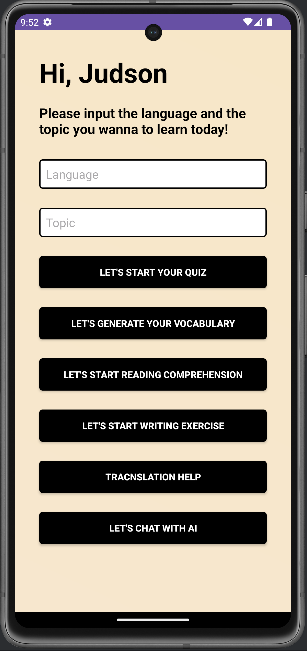 9:52
Hi, Judson
Please input the language and the
topic you wanna to learn today!
Language
Topic
LET'S START YOUR QUIZ
LET'S GENERATE YOUR VOCABULARY
LET'S START READING COMPREHENSION
LET'S START WRITING EXERCISE
TRACNSLATION HELP
LET'S CHAT WITH AI